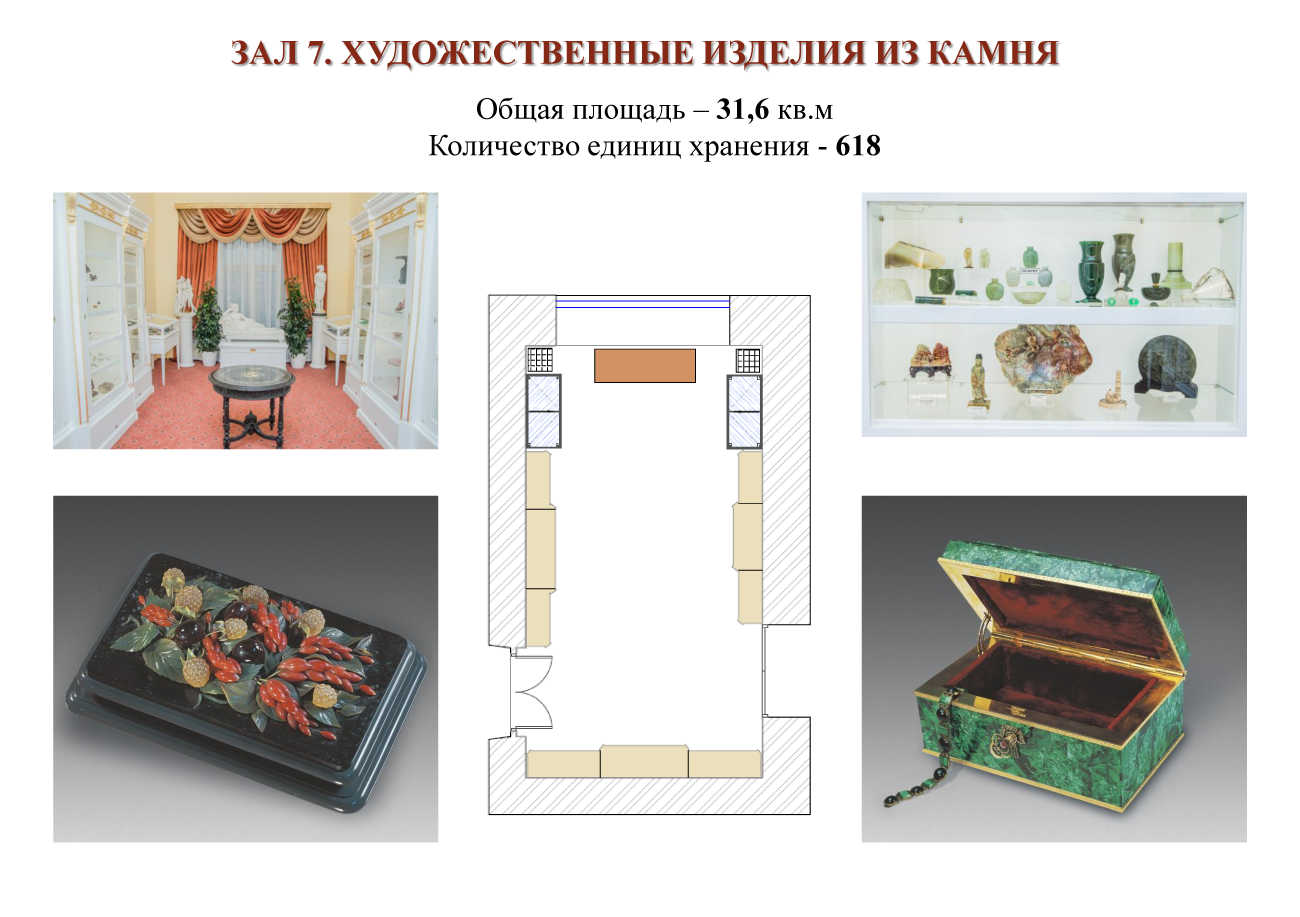 ЗАЛ 7. ХУДОЖЕСТВЕННЫЕ ИЗДЕЛИЯ ИЗ КАМНЯ
Общая площадь – 31,6 кв.м
Количество единиц хранения - 618